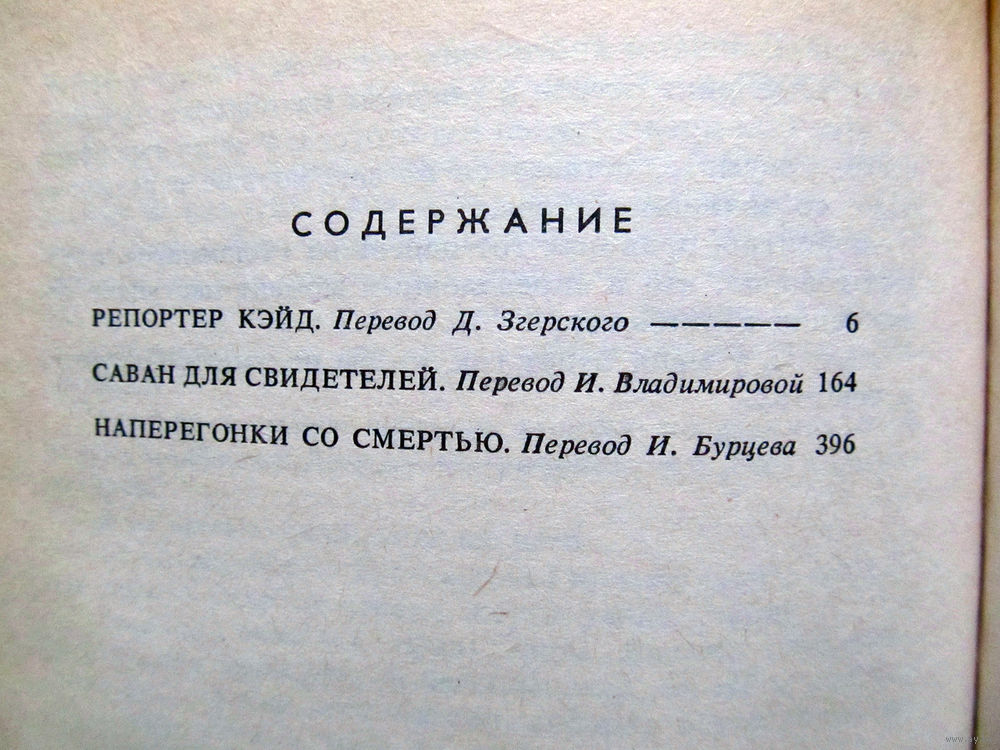 СОДЕРЖАНИЕ
РЕПОРТЕР КЭЙД. Перевод Д. Згерского ————— 6
САВАН ДЛЯ СВИДЕТЕЛЕЙ. Перевод И. Владимировой 164
НАПЕРЕГОНКИ СО СМЕРТЬЮ. Перевод И. Бурцева 396